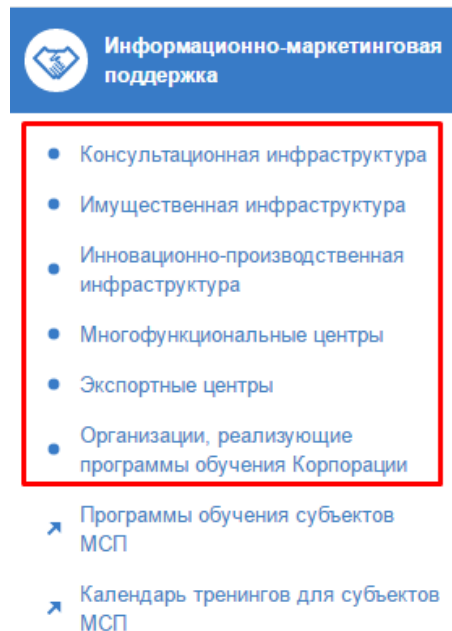 Информационно-маркетинговая
поддержка
Консультационная инфраструктура
Имущественная инфраструктура
Инновационно-производственная
инфраструктура
Многофункциональные центры
Экспортные центры
Организации, реализующие
программы обучения Корпорации
Программы обучения субъектов
МСП
Календарь тренингов для субъектов
МСП